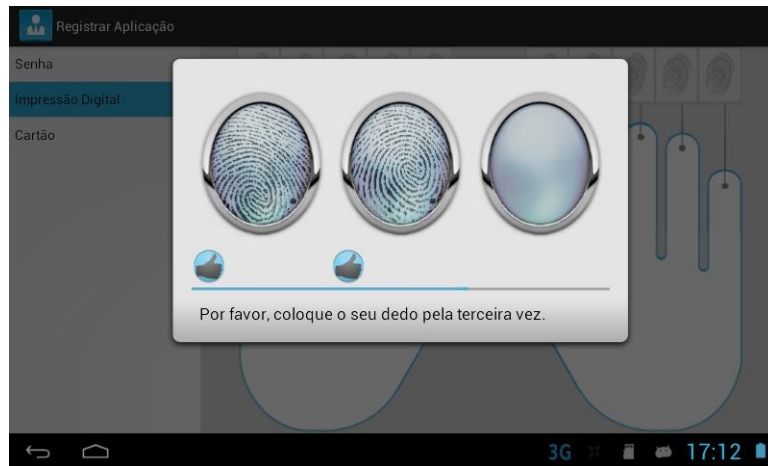 Registrar Aplicação
Senha
Impressão Digital
Cartão
Por favor, coloque o seu dedo pela terceira vez.
3G 17:12